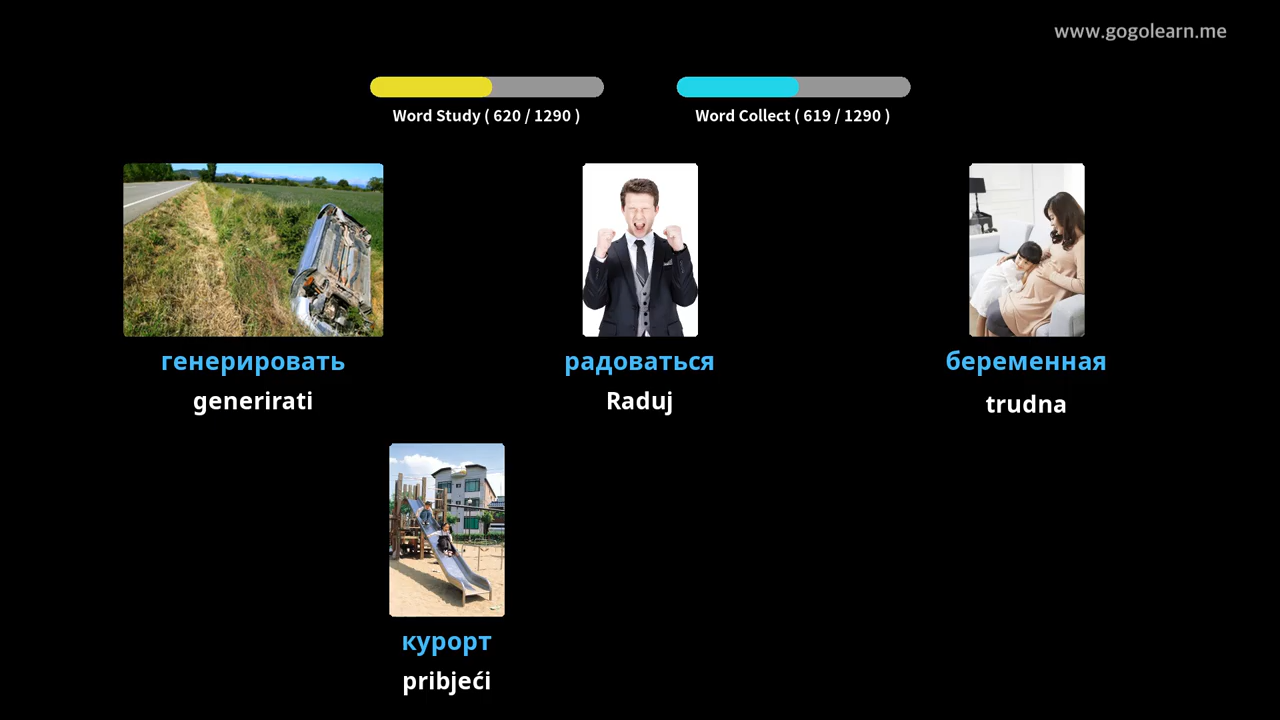 www.gogolearn.me
Word Study ( 620 / 1290 )
Word Collect ( 619 / 1290 )
генерировать
радоваться
беременная
generirati
Raduj
trudna
курорт
pribjeći